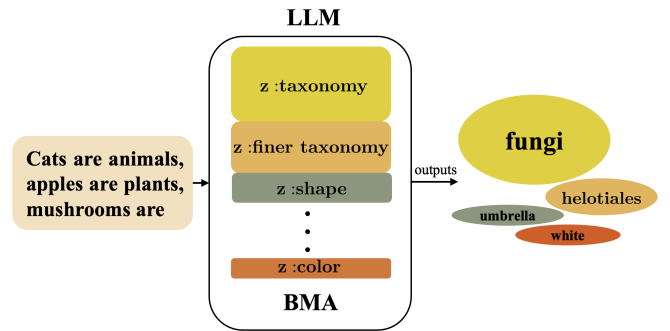 LLM
Cats are animals,
apples are plants,
mushrooms are
z :taxonomy
z :finer taxonomy
z :shape
z :color
BMA
outputs
fungi
helotiales
umbrella
white